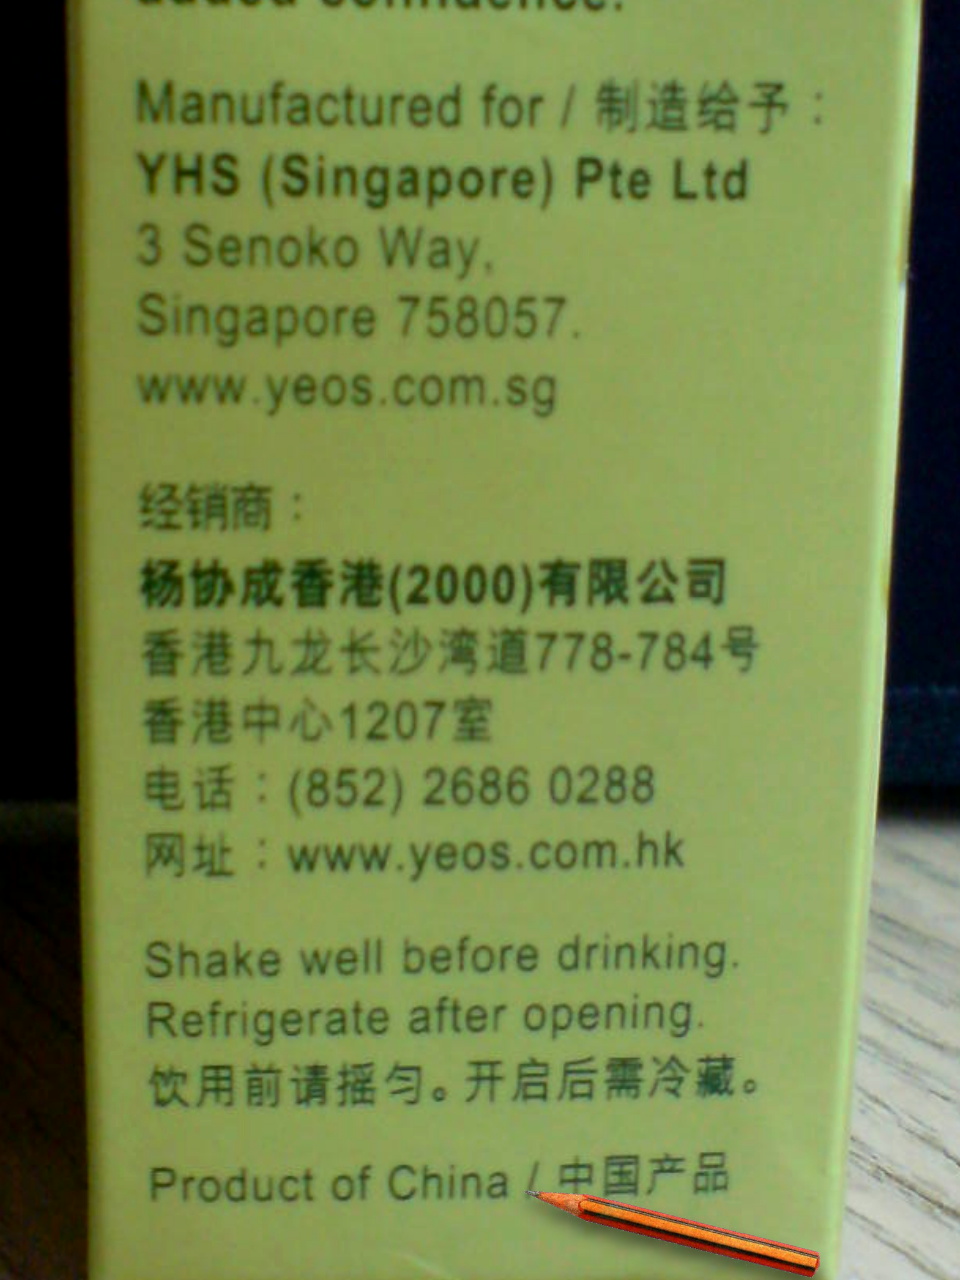 added confidence.
Manufactured for / 制造给予：
YHS (Singapore) Pte Ltd
3 Senoko Way,
Singapore 758057.
www.yeos.com.sg
经销商：
杨协成香港(2000)有限公司
香港九龙长沙湾道778-784号
香港中心1207室
电话：(852) 2686 0288
网址：www.yeos.com.hk
Shake well before drinking.
Refrigerate after opening.
饮用前请摇匀。开启后需冷藏。
Product of China / 中国产品